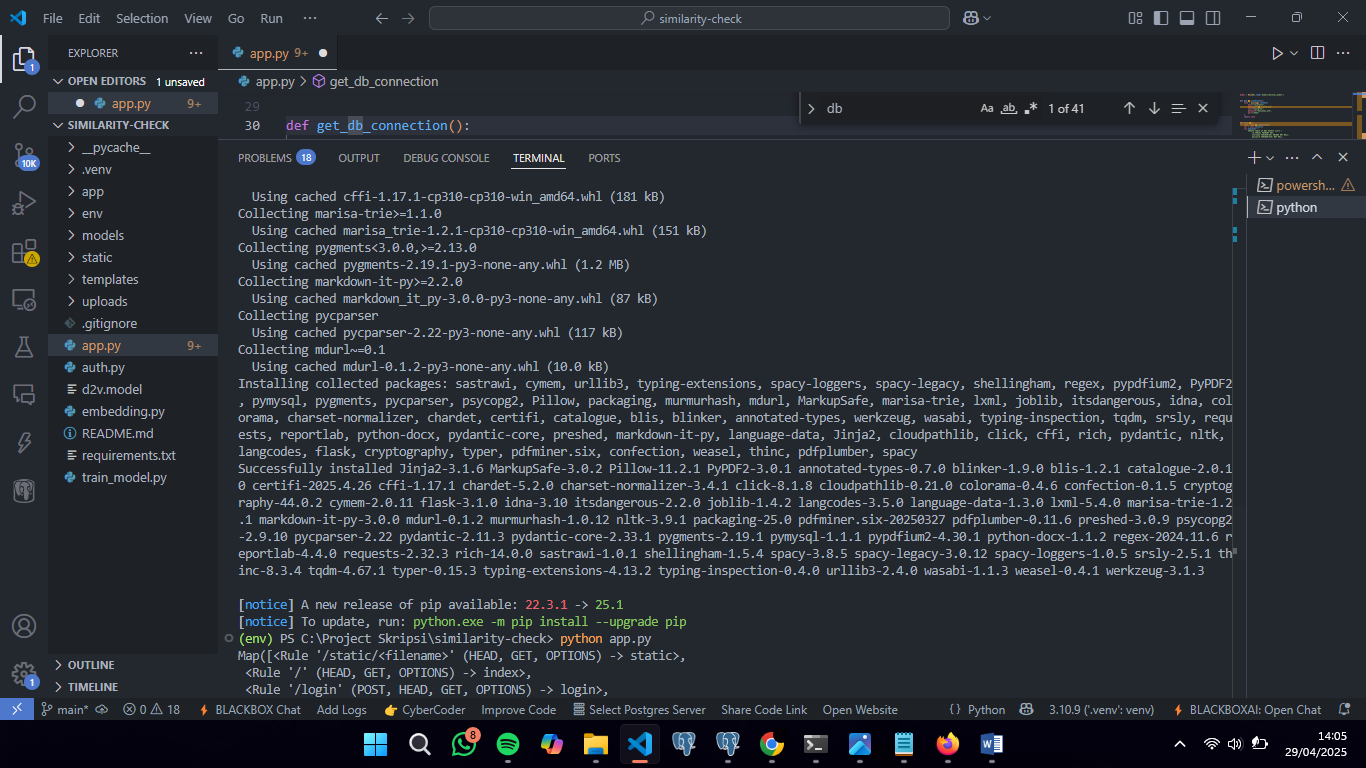 File Edit Selection View Go Run ···
similarity-check
EXPLORER ···
OPEN EDITORS 1 unsaved
app.py 9+
SIMILARITY-CHECK
__pycache__
.venv
app
env
models
static
templates
uploads
.gitignore
app.py 9+
auth.py
d2v.model
embedding.py
README.md
requirements.txt
train_model.py
OUTLINE
TIMELINE
1
10K
1
app.py 9+
app.py > get_db_connection
29
30 def get_db_connection():
db
Aa ab .* 1 of 41
PROBLEMS 18 OUTPUT DEBUG CONSOLE TERMINAL PORTS
powersh...
python
Using cached cffi-1.17.1-cp310-cp310-win_amd64.whl (181 kB)
Collecting marisa-trie>=1.1.0
Using cached marisa_trie-1.2.1-cp310-cp310-win_amd64.whl (151 kB)
Collecting pygments<3.0.0,>=2.13.0
Using cached pygments-2.19.1-py3-none-any.whl (1.2 MB)
Collecting markdown-it-py>=2.2.0
Using cached markdown_it_py-3.0.0-py3-none-any.whl (87 kB)
Collecting pycparser
Using cached pycparser-2.22-py3-none-any.whl (117 kB)
Collecting mdurl~=0.1
Using cached mdurl-0.1.2-py3-none-any.whl (10.0 kB)
Installing collected packages: sastrawi, cymem, urllib3, typing-extensions, spacy-loggers, spacy-legacy, shellingham, regex, pypdfium2, PyPDF2
, pymysql, pygments, pycparser, psycopg2, Pillow, packaging, murmurhash, mdurl, MarkupSafe, marisa-trie, lxml, joblib, itsdangerous, idna, col
orama, charset-normalizer, chardet, certifi, catalogue, blis, blinker, annotated-types, werkzeug, wasabi, typing-inspection, tqdm, srsly, requ
ests, reportlab, python-docx, pydantic-core, preshed, markdown-it-py, language-data, Jinja2, cloudpathlib, click, cffi, rich, pydantic, nltk,
langcodes, flask, cryptography, typer, pdfminer.six, confection, weasel, thinc, pdfplumber, spacy
Successfully installed Jinja2-3.1.6 MarkupSafe-3.0.2 Pillow-11.2.1 PyPDF2-3.0.1 annotated-types-0.7.0 blinker-1.9.0 blis-1.2.1 catalogue-2.0.1
0 certifi-2025.4.26 cffi-1.17.1 chardet-5.2.0 charset-normalizer-3.4.1 click-8.1.8 cloudpathlib-0.21.0 colorama-0.4.6 confection-0.1.5 cryptog
raphy-44.0.2 cymem-2.0.11 flask-3.1.0 idna-3.10 itsdangerous-2.2.0 joblib-1.4.2 langcodes-3.5.0 language-data-1.3.0 lxml-5.4.0 marisa-trie-1.2
.1 markdown-it-py-3.0.0 mdurl-0.1.2 murmurhash-1.0.12 nltk-3.9.1 packaging-25.0 pdfminer.six-20250327 pdfplumber-0.11.6 preshed-3.0.9 psycopg2
-2.9.10 pycparser-2.22 pydantic-2.11.3 pydantic-core-2.33.1 pygments-2.19.1 pymysql-1.1.1 pypdfium2-4.30.1 python-docx-1.1.2 regex-2024.11.6 r
eportlab-4.4.0 requests-2.32.3 rich-14.0.0 sastrawi-1.0.1 shellingham-1.5.4 spacy-3.8.5 spacy-legacy-3.0.12 spacy-loggers-1.0.5 srsly-2.5.1 th
inc-8.3.4 tqdm-4.67.1 typer-0.15.3 typing-extensions-4.13.2 typing-inspection-0.4.0 urllib3-2.4.0 wasabi-1.1.3 weasel-0.4.1 werkzeug-3.1.3
[notice] A new release of pip available: 22.3.1 -> 25.1
[notice] To update, run: python.exe -m pip install --upgrade pip
(env) PS C:\Project Skripsi\similarity-check> python app.py
Map([<Rule '/static/<filename>' (HEAD, GET, OPTIONS) -> static>,
<Rule '/' (HEAD, GET, OPTIONS) -> index>,
<Rule '/login' (POST, HEAD, GET, OPTIONS) -> login>,
main* 0 18 BLACKBOX Chat Add Logs CyberCoder Improve Code Select Postgres Server Share Code Link Open Website { } Python 3.10.9 ('.venv': venv) BLACKBOXAI: Open Chat
8
14:05
29/04/2025